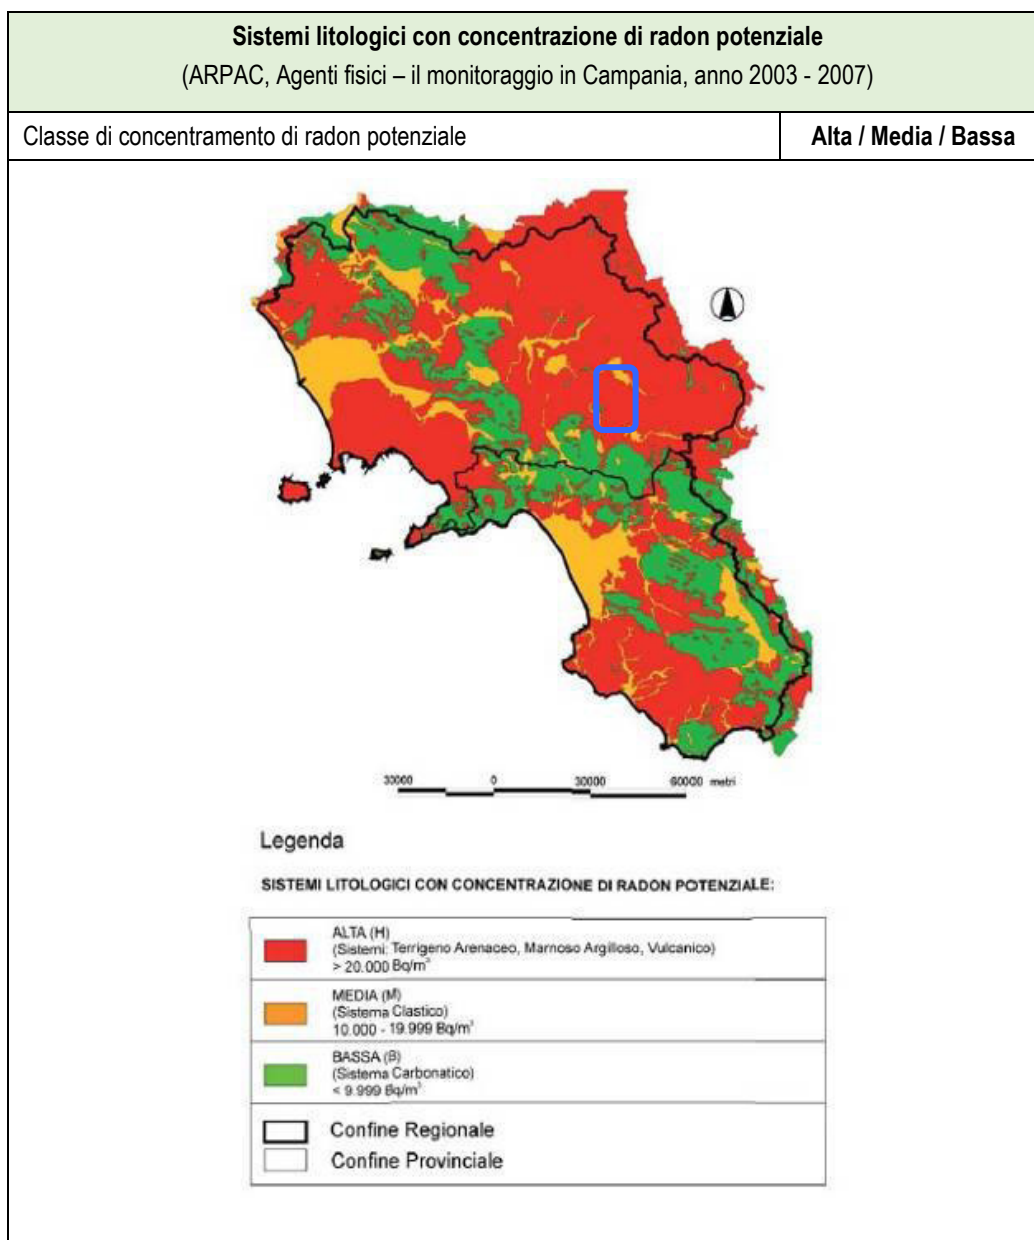 Sistemi litologici con concentrazione di radon potenziale
(ARPAC, Agenti fisici – il monitoraggio in Campania, anno 2003 - 2007)
Classe di concentramento di radon potenziale
Alta / Media / Bassa
30000 0 30000 60000 metri
Legenda
SISTEMI LITOLOGICI CON CONCENTRAZIONE DI RADON POTENZIALE:
ALTA (H)
(Sistemi: Terrigeno Arenaceo, Marnoso Argilloso, Vulcanico)
> 20.000 Bq/m³
MEDIA (M)
(Sistema Clastico)
10.000 - 19.999 Bq/m³
BASSA (B)
(Sistema Carbonatico)
< 9.999 Bq/m³
Confine Regionale
Confine Provinciale